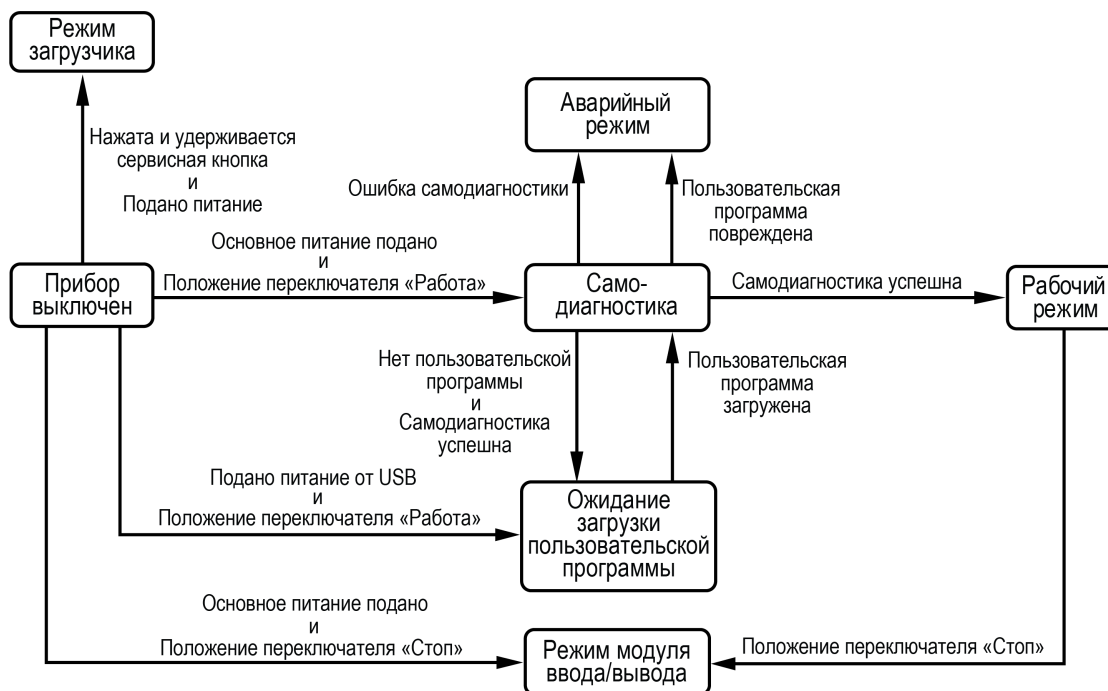 Режим
загрузчика
Аварийный
режим
Нажата и удерживается
сервисная кнопка
и
Подано питание
Ошибка самодиагностики
Пользовательская
программа
повреждена
Основное питание подано
и
Положение переключателя «Работа»
Прибор
выключен
Само-
диагностика
Самодиагностика успешна
Рабочий
режим
Нет пользовательской
программы
и
Самодиагностика
успешна
Пользовательская
программа
загружена
Подано питание от USB
и
Положение переключателя «Работа»
Ожидание
загрузки
пользовательской
программы
Основное питание подано
и
Положение переключателя «Стоп»
Режим модуля
ввода/вывода
Положение переключателя «Стоп»